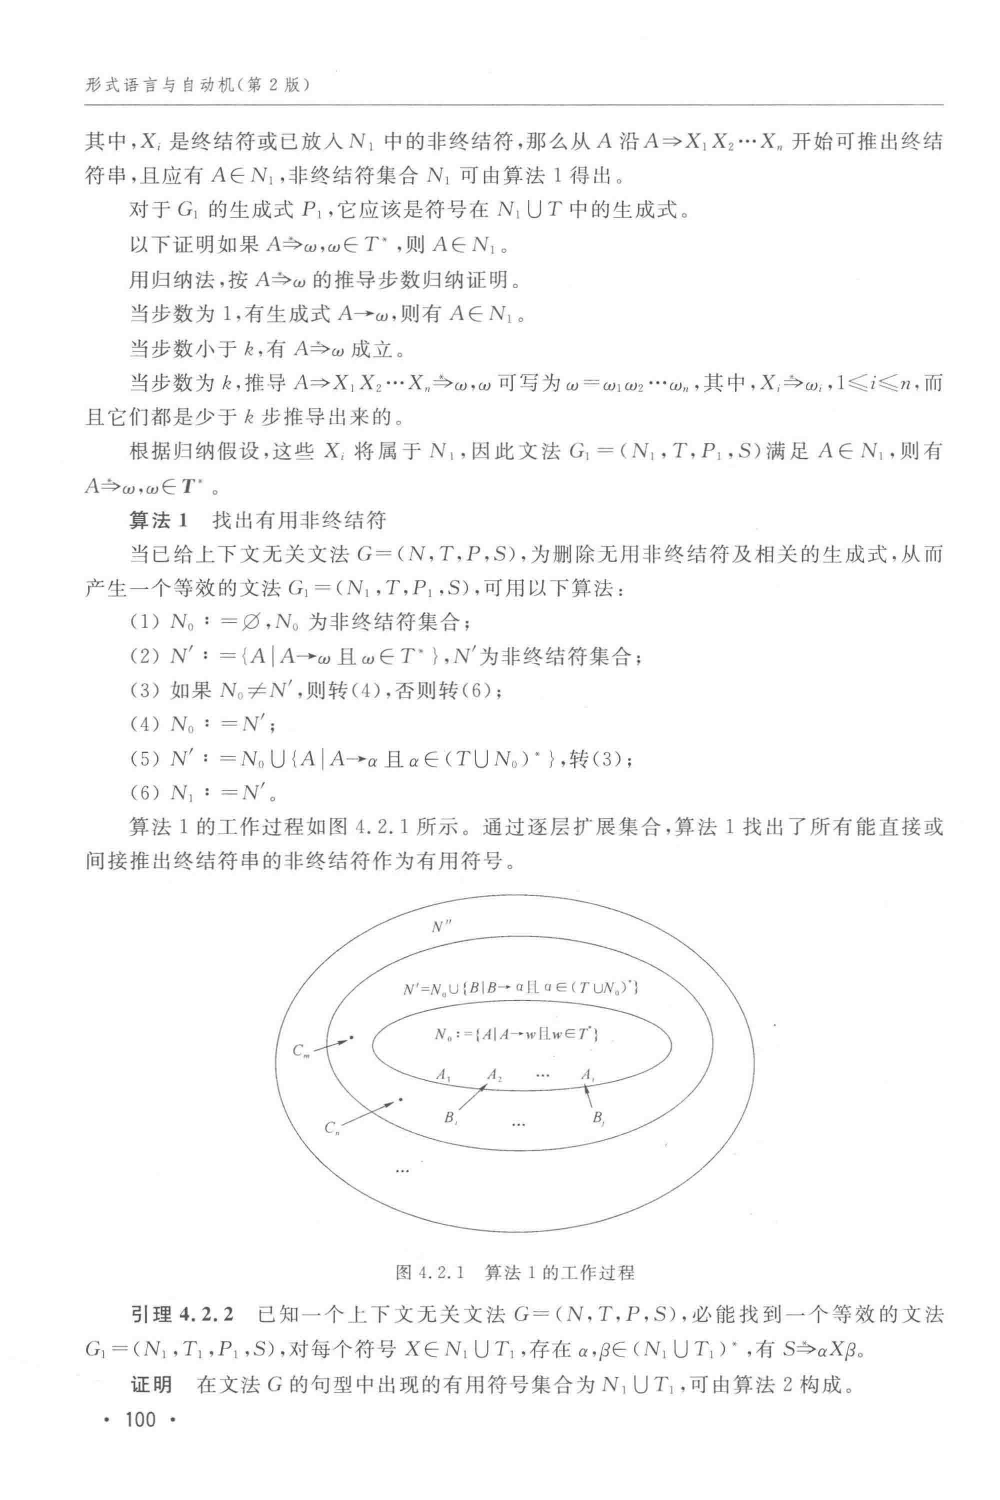 形式语言与自动机(第 2 版)
其中,Xᵢ 是终结符或已放入 N₁ 中的非终结符,那么从 A 沿 A⇒X₁X₂⋯Xₙ 开始可推出终结
符串,且应有 A∈N₁,非终结符集合 N₁ 可由算法 1 得出。
对于 G₁ 的生成式 P₁,它应该是符号在 N₁∪T 中的生成式。
以下证明如果 A⇒*ω,ω∈T*,则 A∈N₁。
用归纳法,按 A⇒*ω 的推导步数归纳证明。
当步数为 1,有生成式 A→ω,则有 A∈N₁。
当步数小于 k,有 A⇒*ω 成立。
当步数为 k,推导 A⇒X₁X₂⋯Xₙ⇒*ω,ω 可写为 ω=ω₁ω₂⋯ωₙ,其中,Xᵢ⇒*ωᵢ,1≤i≤n,而
且它们都是少于 k 步推导出来的。
根据归纳假设,这些 Xᵢ 将属于 N₁,因此文法 G₁=(N₁,T,P₁,S)满足 A∈N₁,则有
A⇒*ω,ω∈T*。
算法 1 找出有用非终结符
当已给上下文无关文法 G=(N,T,P,S),为删除无用非终结符及相关的生成式,从而
产生一个等效的文法 G₁=(N₁,T,P₁,S),可用以下算法:
(1) N₀:=∅,N₀ 为非终结符集合;
(2) N′:={A|A→ω 且 ω∈T*},N′为非终结符集合;
(3) 如果 N₀≠N′,则转(4),否则转(6);
(4) N₀:=N′;
(5) N′:=N₀∪{A|A→α 且 α∈(T∪N₀)*},转(3);
(6) N₁:=N′。
算法 1 的工作过程如图 4.2.1 所示。通过逐层扩展集合,算法 1 找出了所有能直接或
间接推出终结符串的非终结符作为有用符号。
N″
N′=N₀∪{B|B→α且α∈(T∪N₀)*}
N₀:={A|A→w且w∈T*}
Cₘ
A₁ A₂ ⋯ Aᵢ
Cₙ
Bᵢ ⋯ Bⱼ
⋯
图 4.2.1 算法 1 的工作过程
引理 4.2.2 已知一个上下文无关文法 G=(N,T,P,S),必能找到一个等效的文法
G₁=(N₁,T₁,P₁,S),对每个符号 X∈N₁∪T₁,存在 α,β∈(N₁∪T₁)*,有 S⇒*αXβ。
证明 在文法 G 的句型中出现的有用符号集合为 N₁∪T₁,可由算法 2 构成。
· 100 ·